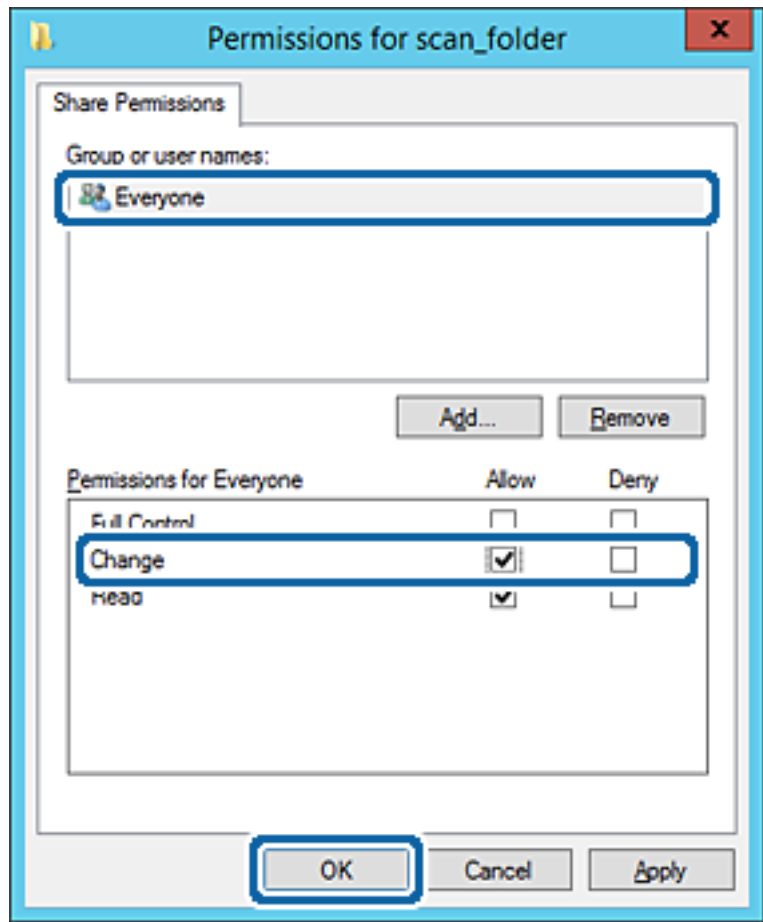 Permissions for scan_folder
Share Permissions
Group or user names:
Everyone
Add... Remove
Permissions for Everyone Allow Deny
Full Control
Change
Read
OK Cancel Apply